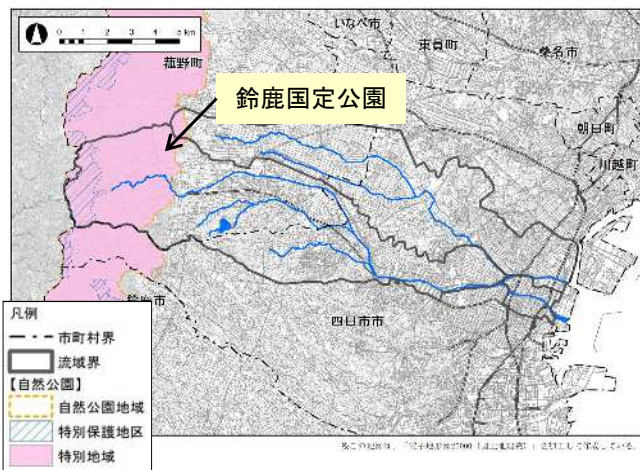 0 1 2 3 4 5 km
いなべ市
東員町
桑名市
菰野町
鈴鹿国定公園
朝日町
川越町
四日市市
凡例
市町村界
流域界
【自然公園】
自然公園地域
特別保護地区
特別地域